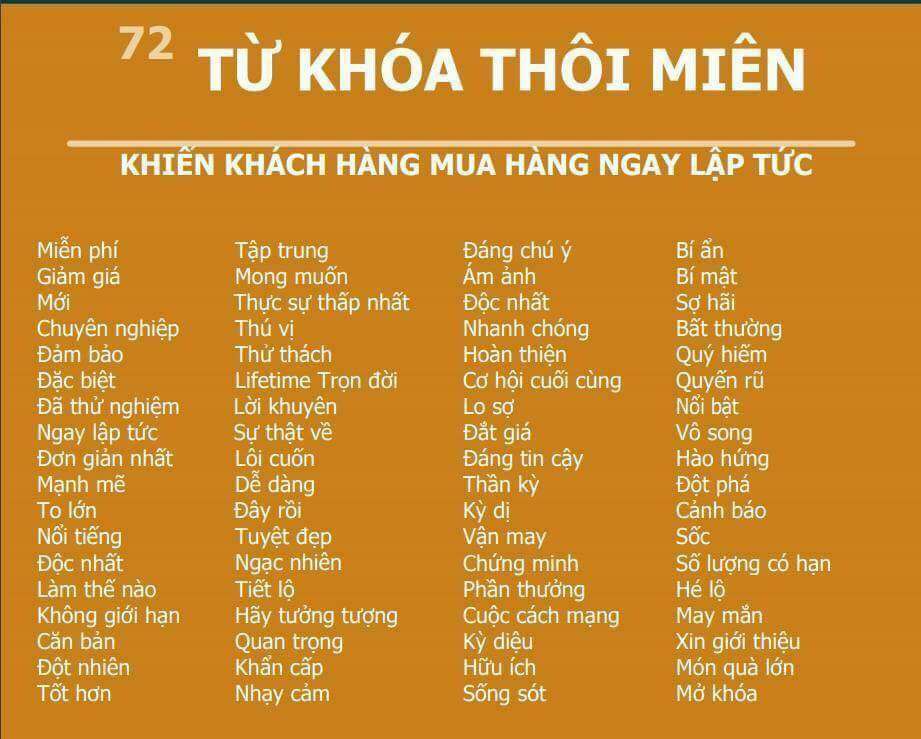 72 TỪ KHÓA THÔI MIÊN
KHIẾN KHÁCH HÀNG MUA HÀNG NGAY LẬP TỨC
Miễn phí
Giảm giá
Mới
Chuyên nghiệp
Đảm bảo
Đặc biệt
Đã thử nghiệm
Ngay lập tức
Đơn giản nhất
Mạnh mẽ
To lớn
Nổi tiếng
Độc nhất
Làm thế nào
Không giới hạn
Căn bản
Đột nhiên
Tốt hơn
Tập trung
Mong muốn
Thực sự thấp nhất
Thú vị
Thử thách
Lifetime Trọn đời
Lời khuyên
Sự thật về
Lôi cuốn
Dễ dàng
Đây rồi
Tuyệt đẹp
Ngạc nhiên
Tiết lộ
Hãy tưởng tượng
Quan trọng
Khẩn cấp
Nhạy cảm
Đáng chú ý
Ám ảnh
Độc nhất
Nhanh chóng
Hoàn thiện
Cơ hội cuối cùng
Lo sợ
Đắt giá
Đáng tin cậy
Thần kỳ
Kỳ dị
Vận may
Chứng minh
Phần thưởng
Cuộc cách mạng
Kỳ diệu
Hữu ích
Sống sót
Bí ẩn
Bí mật
Sợ hãi
Bất thường
Quý hiếm
Quyến rũ
Nổi bật
Vô song
Hào hứng
Đột phá
Cảnh báo
Sốc
Số lượng có hạn
Hé lộ
May mắn
Xin giới thiệu
Món quà lớn
Mở khóa